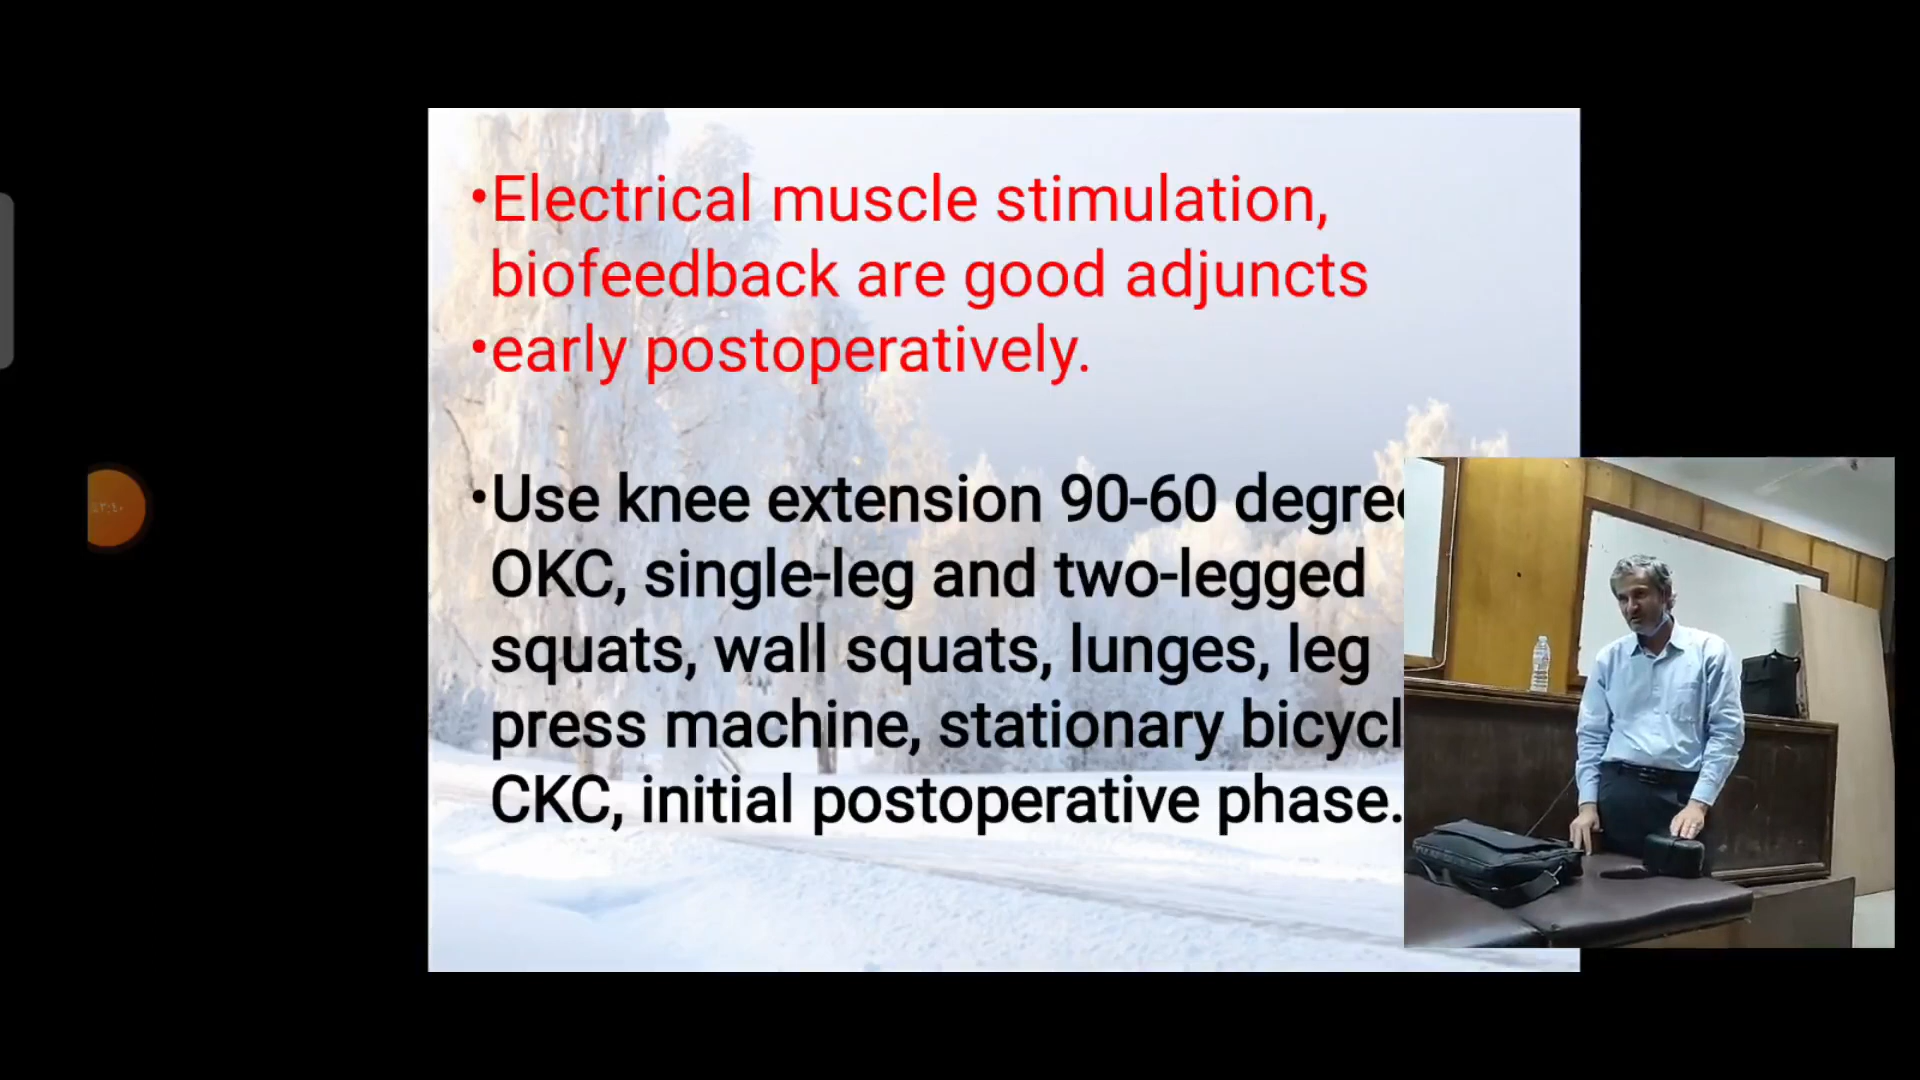 •Electrical muscle stimulation,
biofeedback are good adjuncts
•early postoperatively.
•Use knee extension 90-60
OKC, single-leg and two-legged
squats, wall squats, lunges, leg
press machine, stationary
CKC, initial postoperative phase.